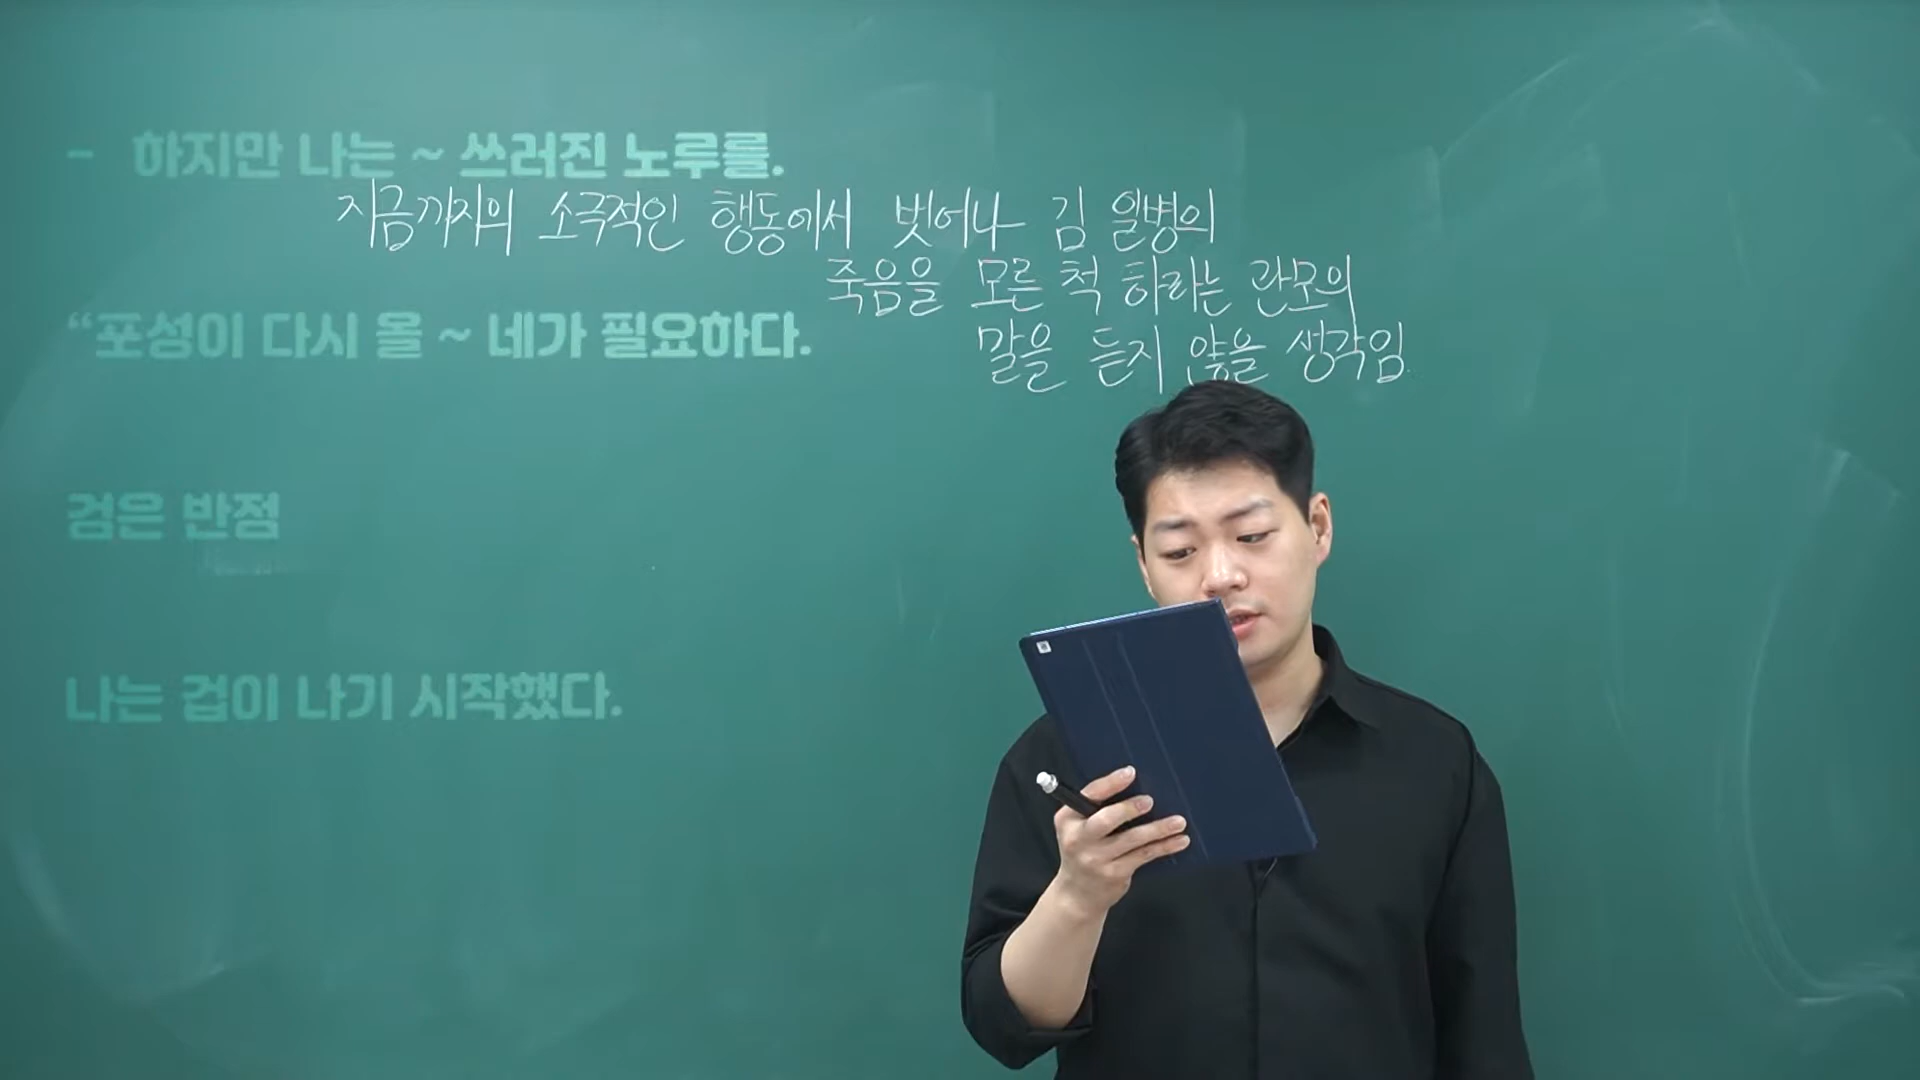 - 하지만 나는 ~ 쓰러진 노루를.
지금까지의 소극적인 행동에서 벗어나 김 일병의
죽음을 모른 척 하라는 관모의
말을 듣지 않을 생각임.
“포성이 다시 올 ~ 네가 필요하다.
검은 반점
나는 겁이 나기 시작했다.